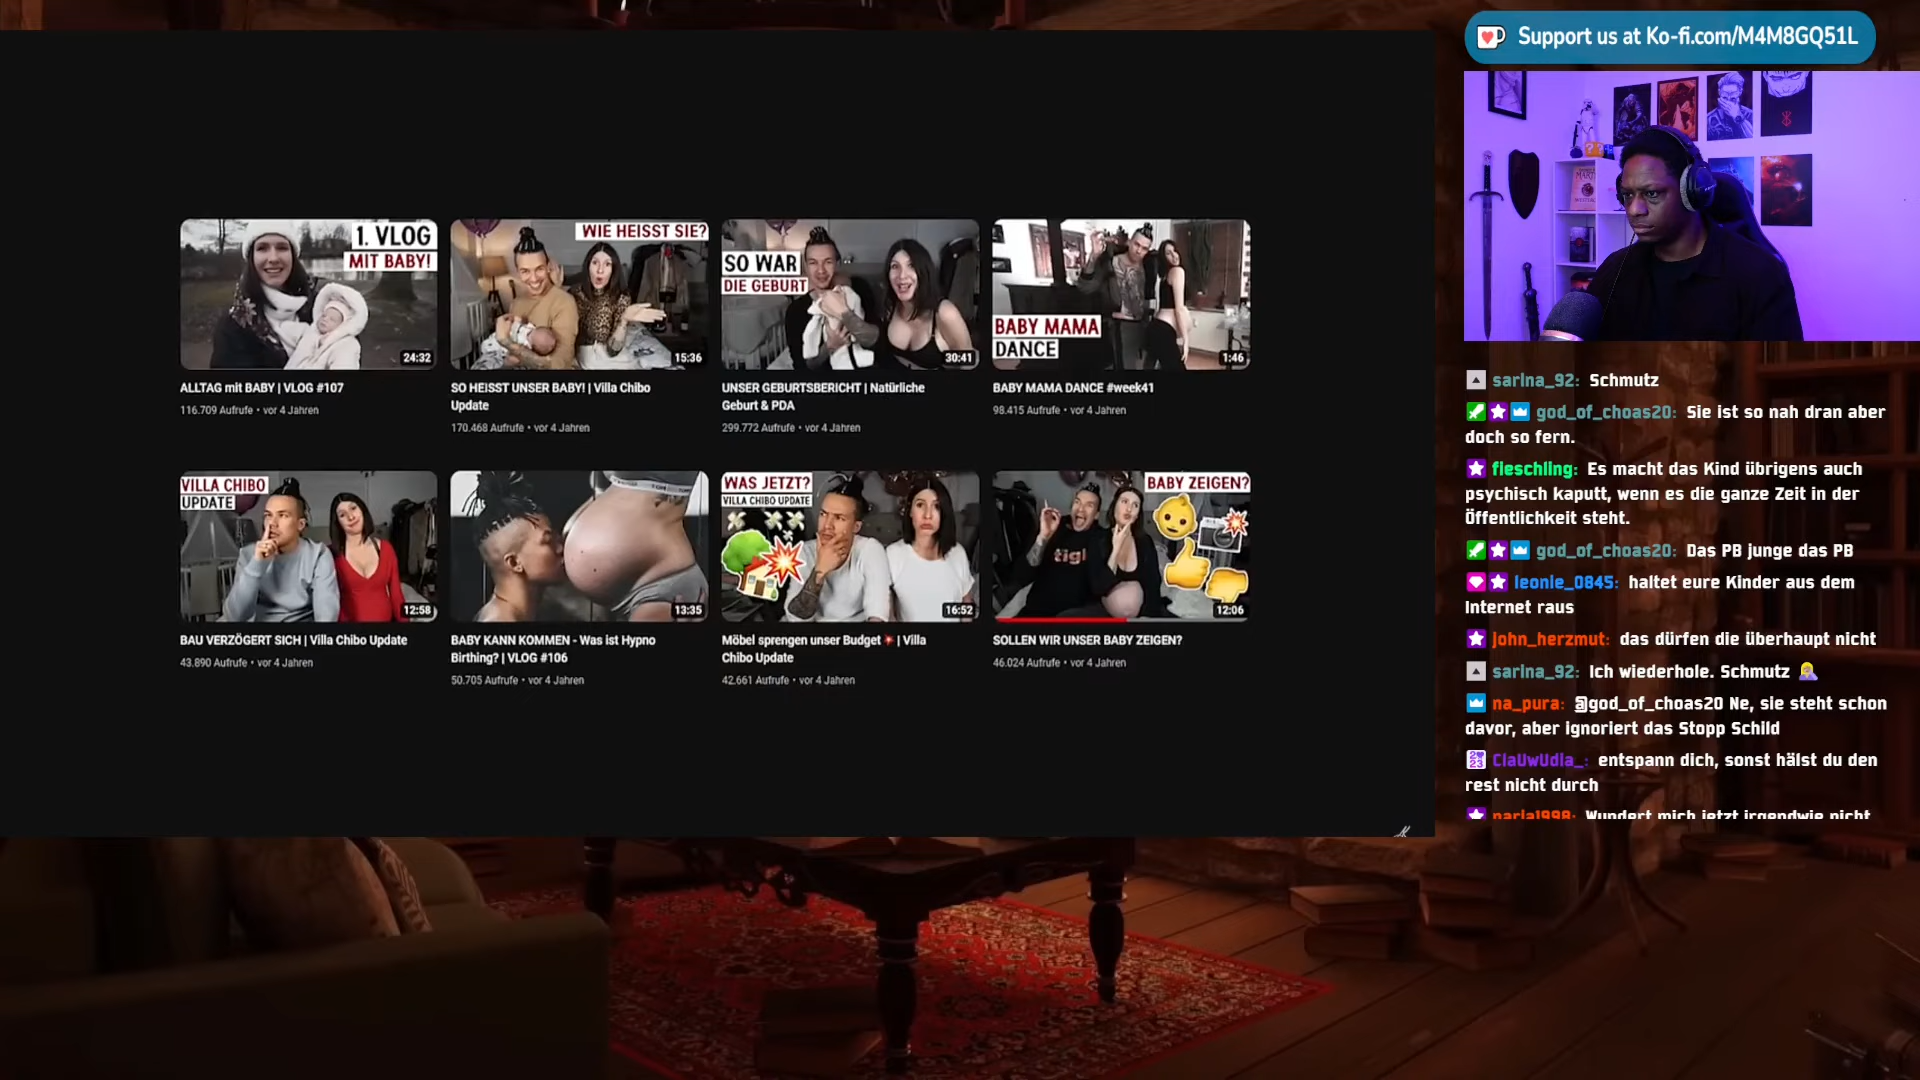 Support us at Ko-fi.com/M4M8GQ51L
1. VLOG
MIT BABY!
24:32
ALLTAG mit BABY | VLOG #107
116.709 Aufrufe • vor 4 Jahren
WIE HEISST SIE?
15:36
SO HEISST UNSER BABY! | Villa Chibo
Update
170.468 Aufrufe • vor 4 Jahren
SO WAR
DIE GEBURT
30:41
UNSER GEBURTSBERICHT | Natürliche
Geburt & PDA
299.772 Aufrufe • vor 4 Jahren
BABY MAMA
DANCE
1:46
BABY MAMA DANCE #week41
98.415 Aufrufe • vor 4 Jahren
VILLA CHIBO
UPDATE
12:58
BAU VERZÖGERT SICH | Villa Chibo Update
43.890 Aufrufe • vor 4 Jahren
13:35
BABY KANN KOMMEN - Was ist Hypno
Birthing? | VLOG #106
50.705 Aufrufe • vor 4 Jahren
WAS JETZT?
VILLA CHIBO UPDATE
16:52
Möbel sprengen unser Budget 💥 | Villa
Chibo Update
42.661 Aufrufe • vor 4 Jahren
BABY ZEIGEN?
tigl
12:06
SOLLEN WIR UNSER BABY ZEIGEN?
46.024 Aufrufe • vor 4 Jahren
sarina_92: Schmutz
god_of_choas20: Sie ist so nah dran aber
doch so fern.
fleschling: Es macht das Kind übrigens auch
psychisch kaputt, wenn es die ganze Zeit in der
Öffentlichkeit steht.
god_of_choas20: Das PB junge das PB
leonie_0845: haltet eure Kinder aus dem
Internet raus
john_herzmut: das dürfen die überhaupt nicht
sarina_92: Ich wiederhole. Schmutz 🤦‍♀️
na_pura: @god_of_choas20 Ne, sie steht schon
davor, aber ignoriert das Stopp Schild
ClaUwUdia_: entspann dich, sonst hälst du den
rest nicht durch
Wundert mich jetzt irgendwie nicht